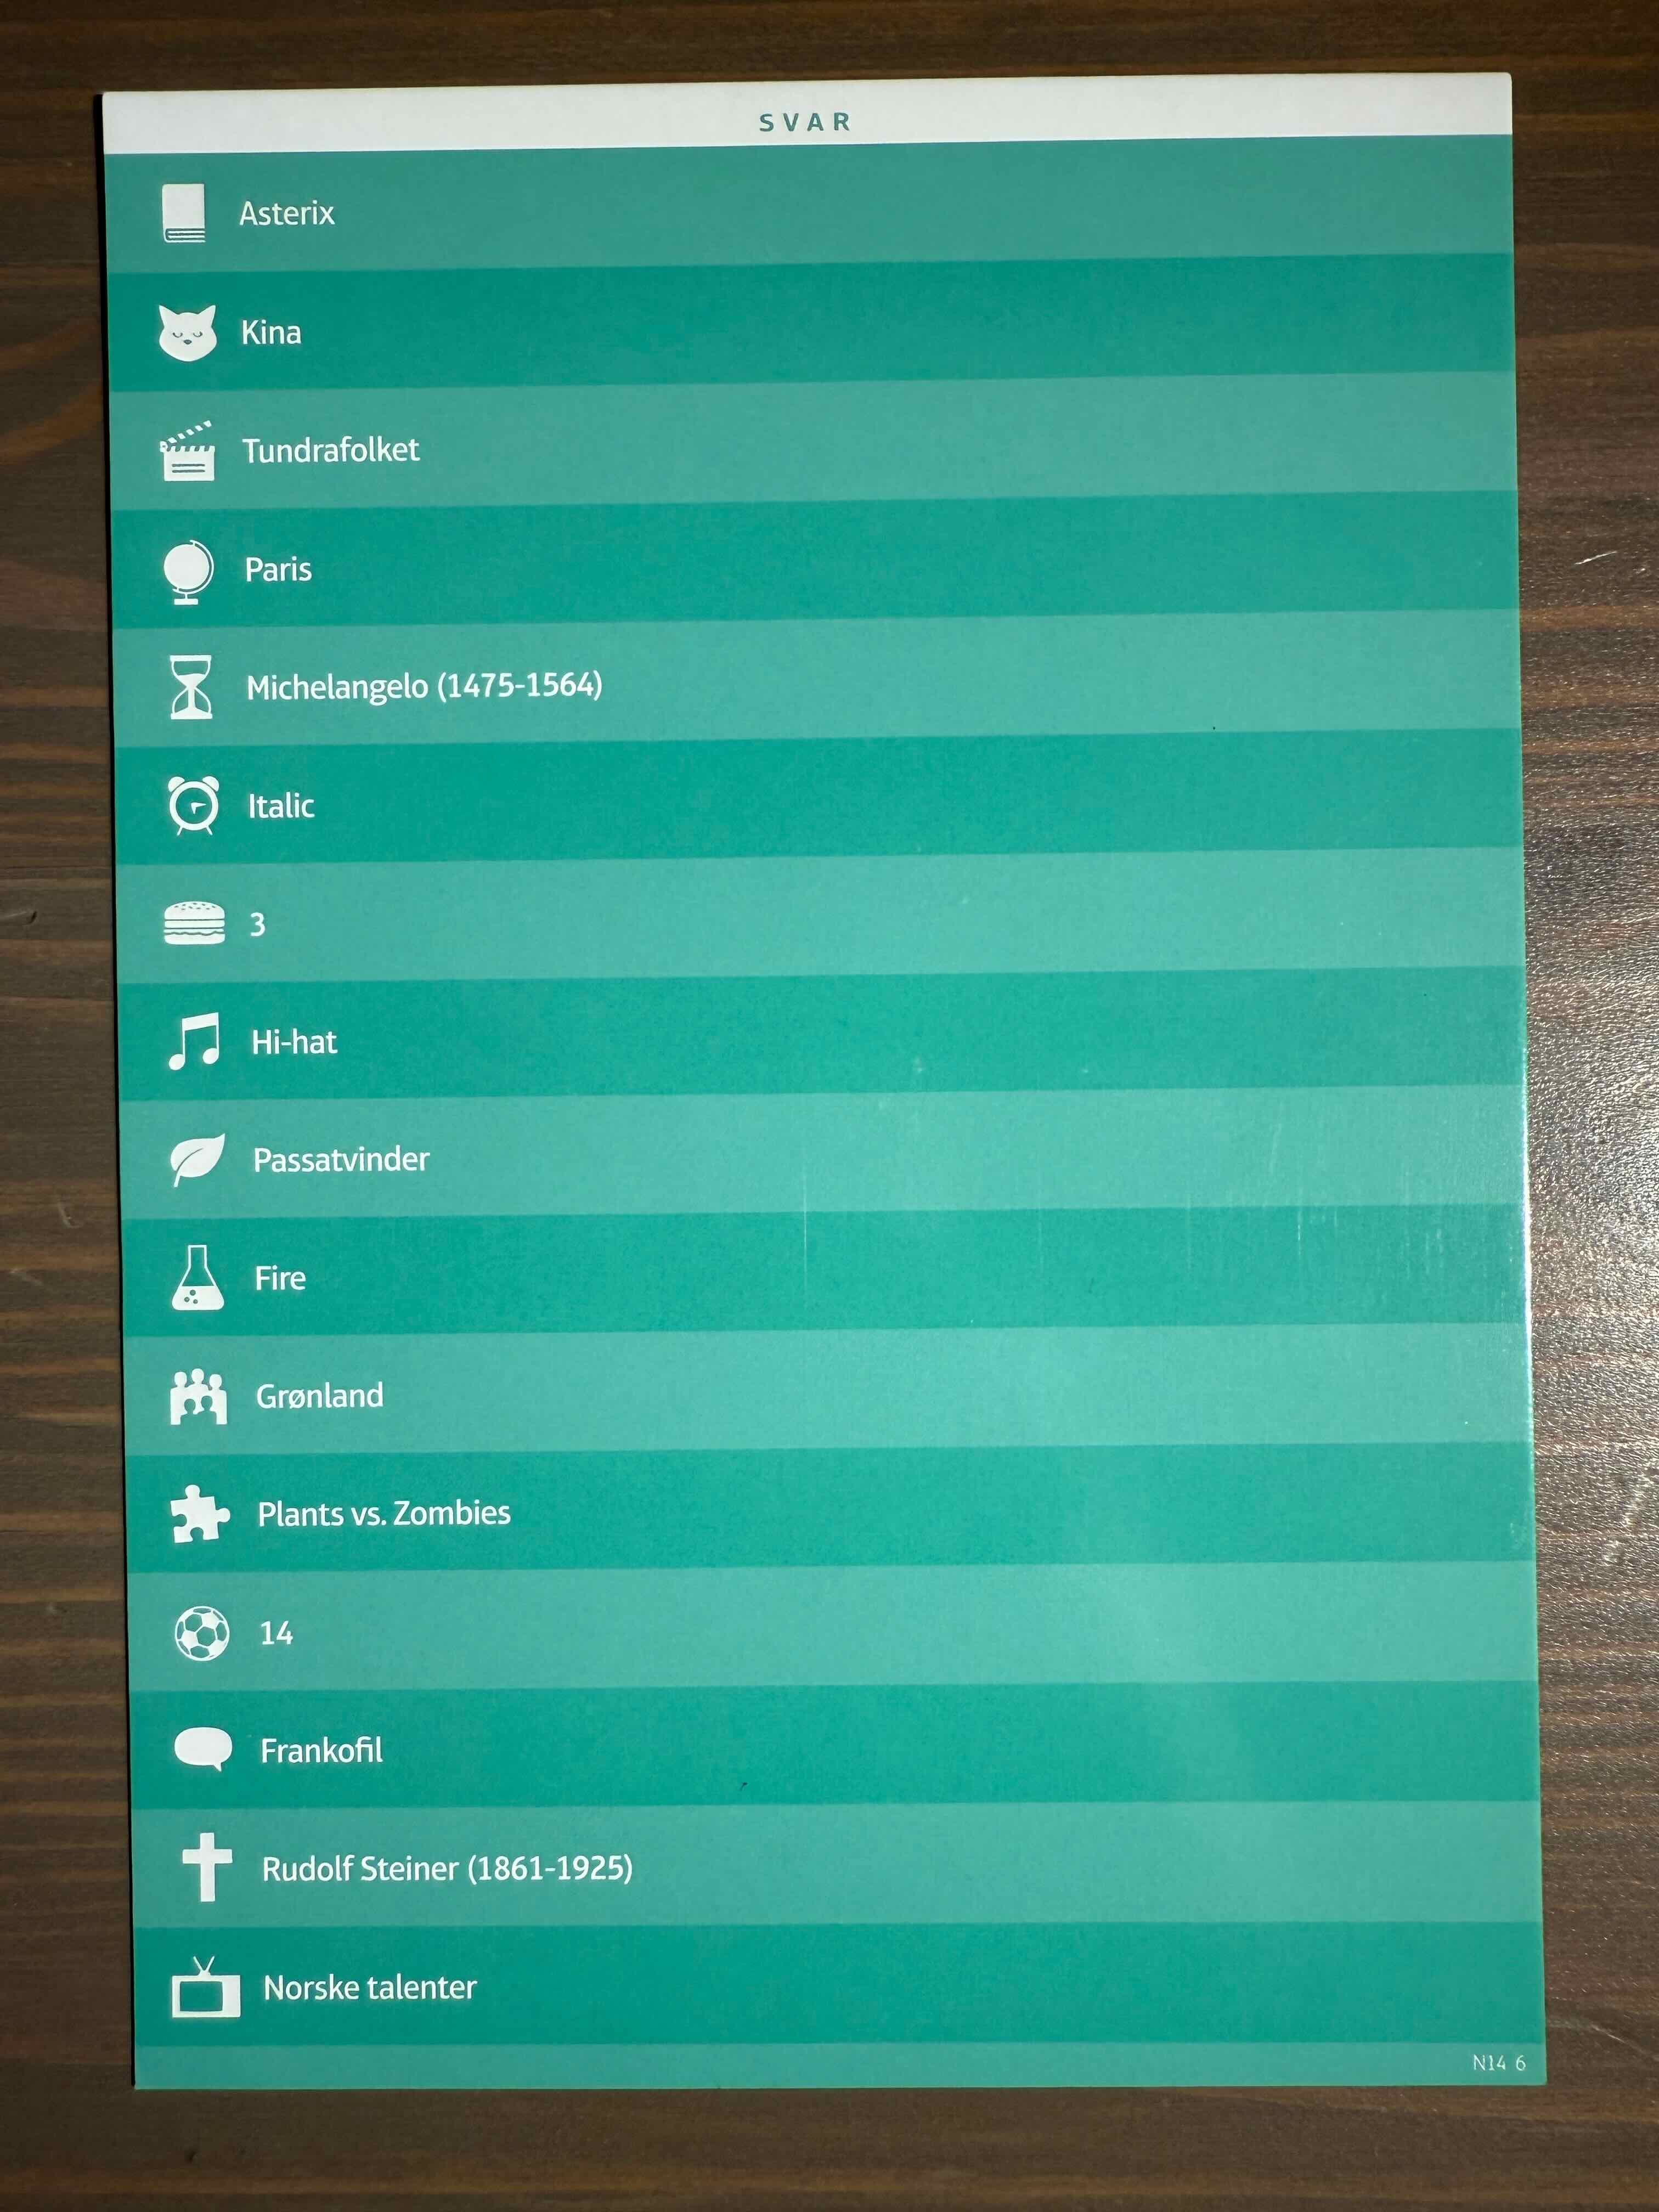 SVAR
Asterix
Kina
Tundrafolket
Paris
Michelangelo (1475-1564)
Italic
3
Hi-hat
Passatvinder
Fire
Grønland
Plants vs. Zombies
14
Frankofil
Rudolf Steiner (1861-1925)
Norske talenter
N14 6